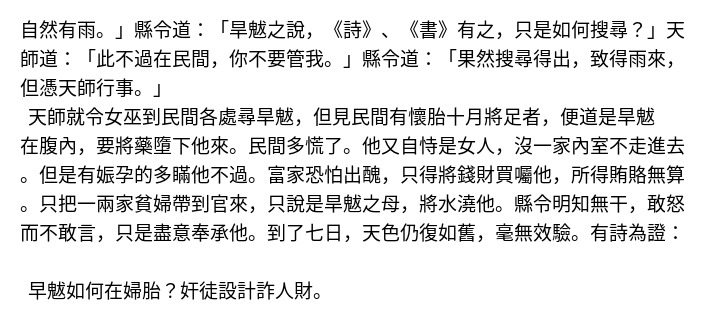 自然有雨。」縣令道：「旱魃之說，《詩》、《書》有之，只是如何搜尋？」天
師道：「此不過在民間，你不要管我。」縣令道：「果然搜尋得出，致得雨來，
但憑天師行事。」
天師就令女巫到民間各處尋旱魃，但見民間有懷胎十月將足者，便道是旱魃
在腹內，要將藥墮下他來。民間多慌了。他又自恃是女人，沒一家內室不走進去
。但是有娠孕的多瞞他不過。富家恐怕出醜，只得將錢財買囑他，所得賄賂無算
。只把一兩家貧婦帶到官來，只說是旱魃之母，將水澆他。縣令明知無干，敢怒
而不敢言，只是盡意奉承他。到了七日，天色仍復如舊，毫無效驗。有詩為證：
早魃如何在婦胎？奸徒設計詐人財。